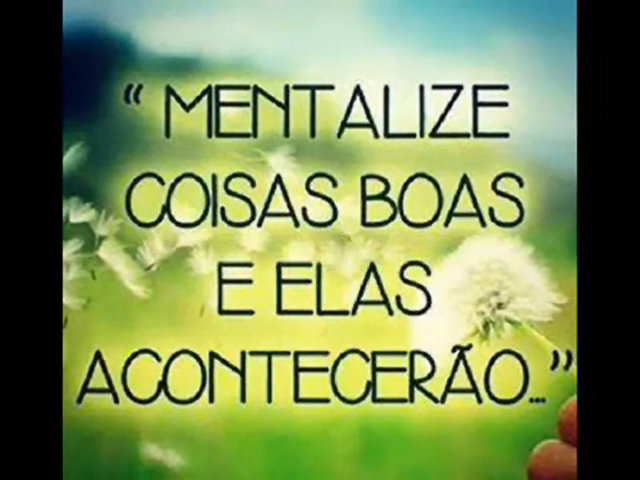 “ MENTALIZE
COISAS BOAS
E ELAS
ACONTECERÃO...”